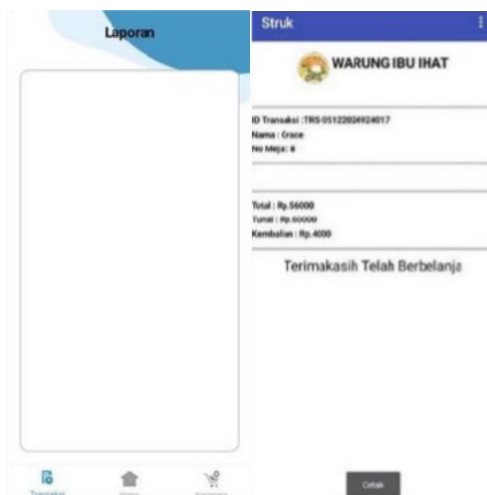 Laporan
Transaksi
Struk
WARUNG IBU IHAT
ID Transaksi :TRS-05122024924017
Nama : Grace
No Meja: 8
Total : Rp.56000
Tunai : Rp.60000
Kembalian : Rp.4000
Terimakasih Telah Berbelanja
Cetak